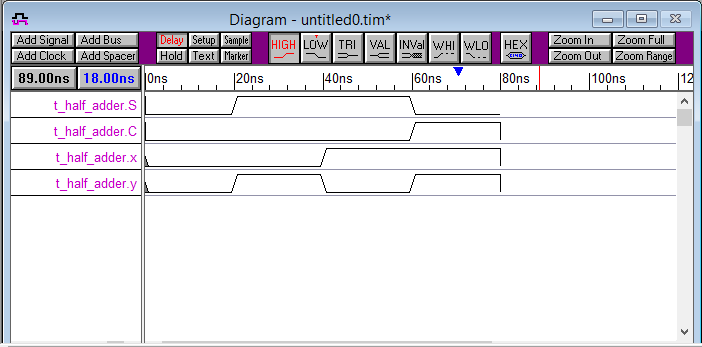 Diagram - untitled0.tim*
Add Signal Add Bus Delay Setup Sample HIGH LOW TRI VAL INVal WHI WLO HEX Zoom In Zoom Full
Add Clock Add Spacer Hold Text Marker Zoom Out Zoom Range
89.00ns 18.00ns 0ns 20ns 40ns 60ns 80ns 100ns 12
t_half_adder.S
t_half_adder.C
t_half_adder.x
t_half_adder.y